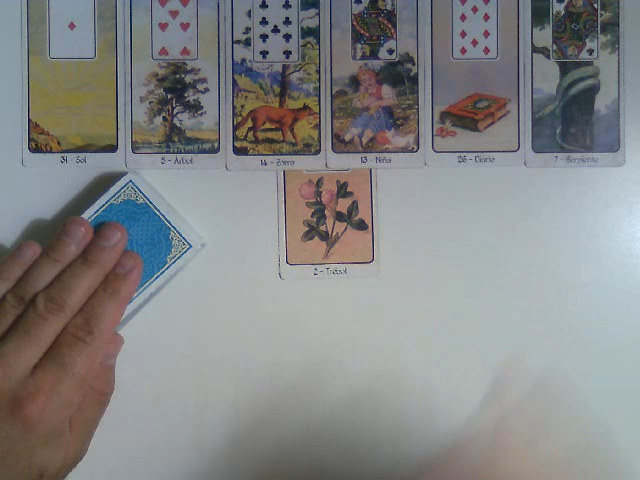 31 - Sol
5 - Árbol
14 - Zorro
13 - Niña
26 - Diario
7 - Serpiente
2 - Trébol